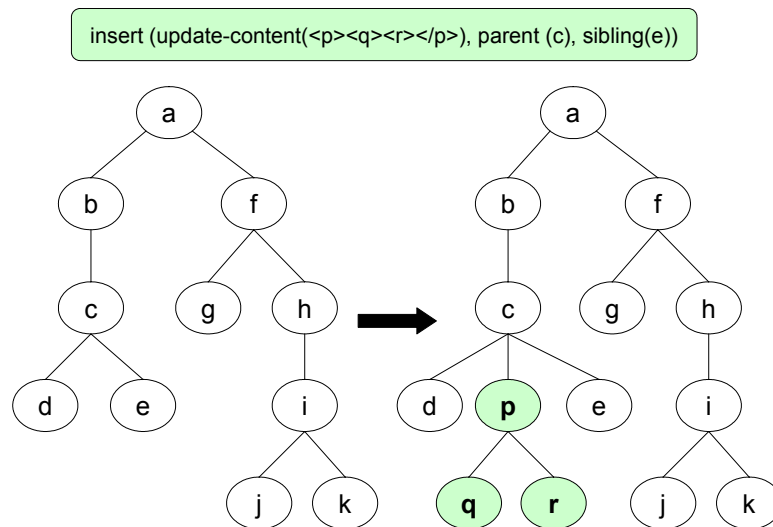 insert (update-content(<p><q><r></p>), parent (c), sibling(e))
a a
b f b f
c g h c g h
d e i d p e i
j k q r j k